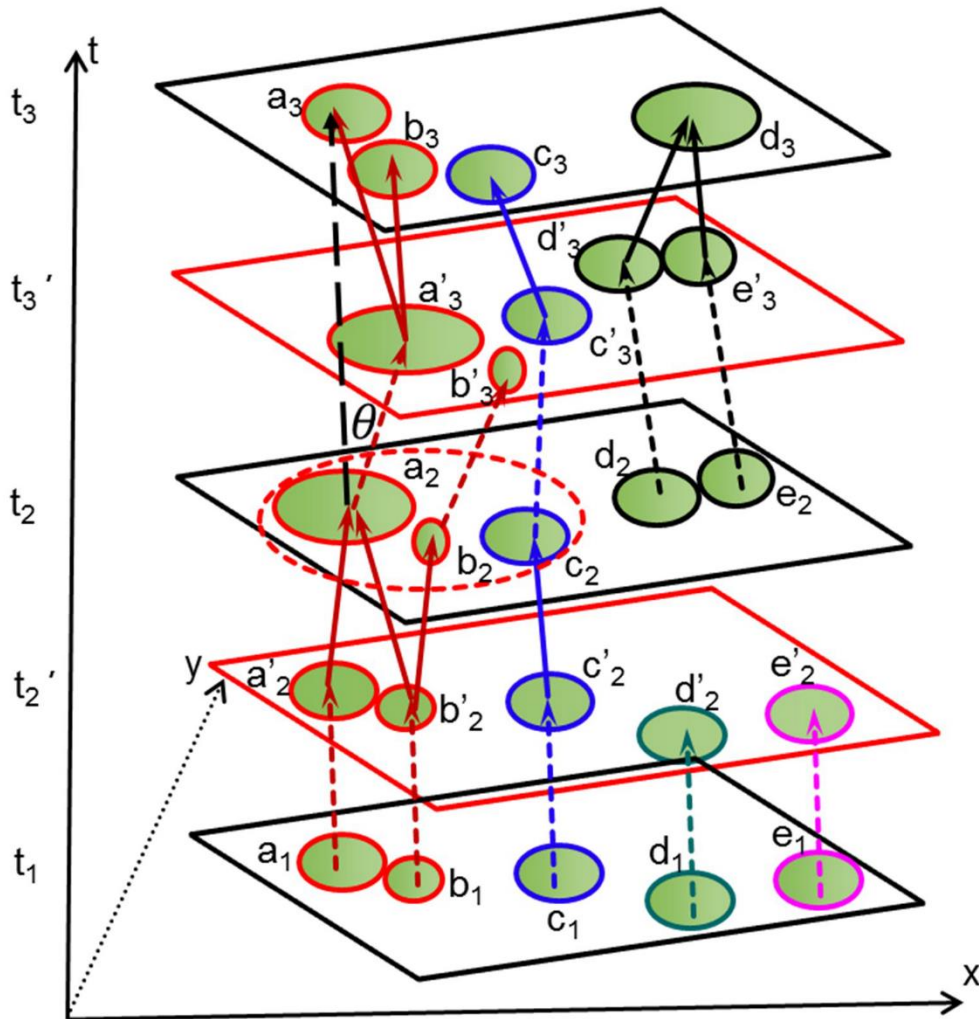 t
t₃
a₃
b₃
c₃
d₃
d'₃
t₃'
a'₃
e'₃
c'₃
b'₃
θ
a₂
d₂
t₂
e₂
b₂
c₂
y
t₂'
a'₂
c'₂
e'₂
b'₂
d'₂
t₁
a₁
d₁
e₁
b₁
c₁
x